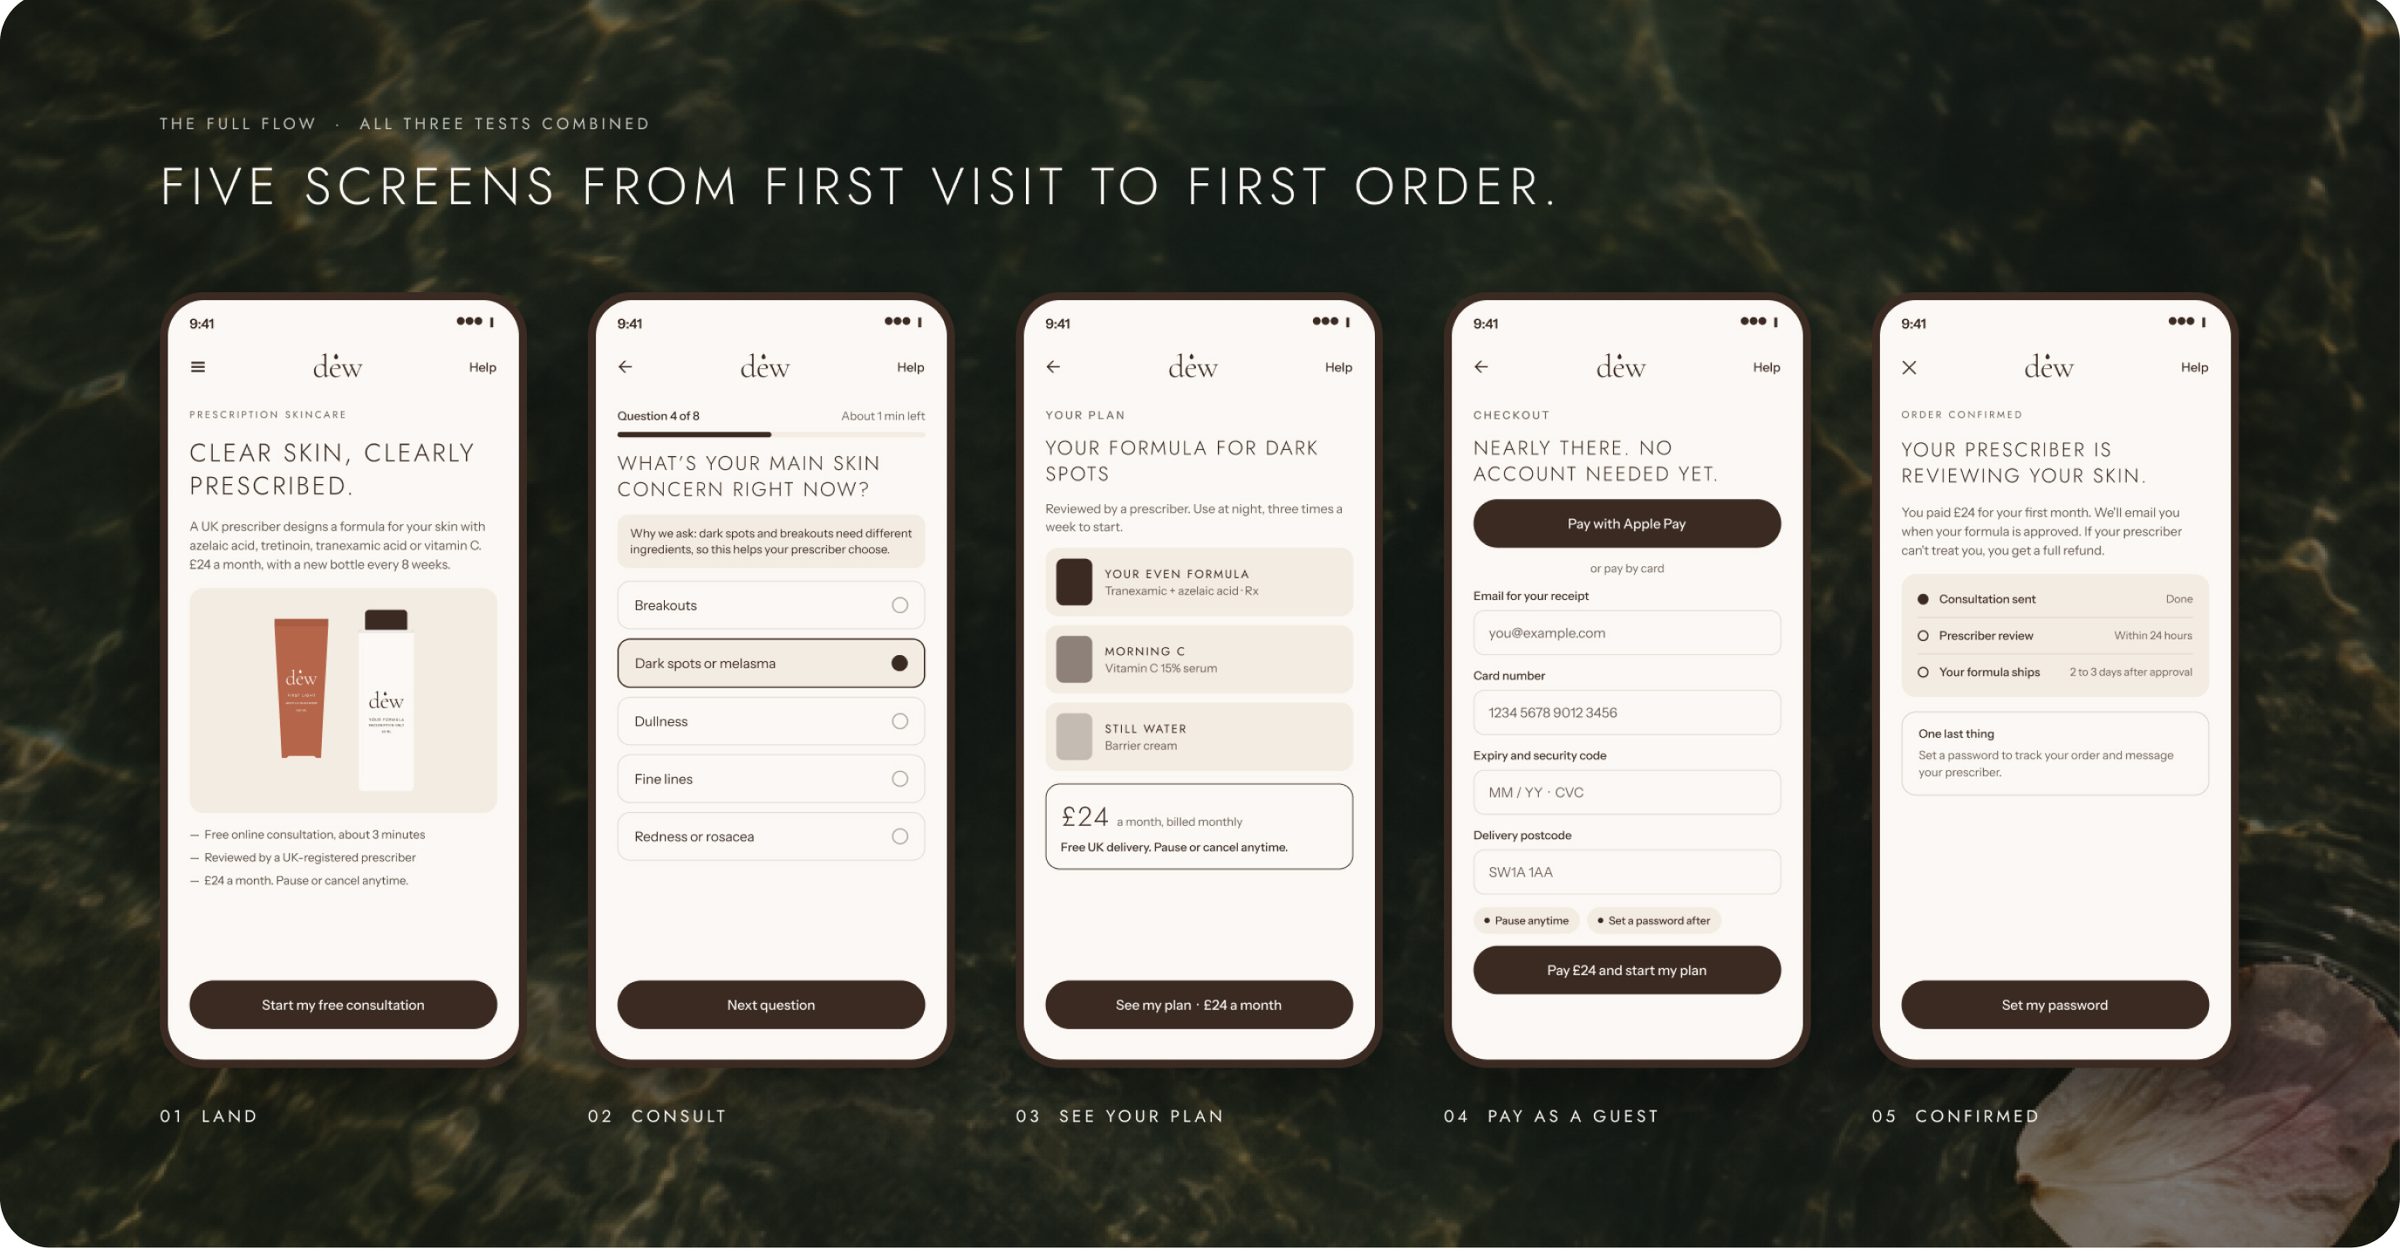 THE FULL FLOW · ALL THREE TESTS COMBINED
FIVE SCREENS FROM FIRST VISIT TO FIRST ORDER.
9:41
dew
Help
PRESCRIPTION SKINCARE
CLEAR SKIN, CLEARLY
PRESCRIBED.
A UK prescriber designs a formula for your skin with
azelaic acid, tretinoin, tranexamic acid or vitamin C.
£24 a month, with a new bottle every 8 weeks.
dew
FIRST LIGHT
dew
YOUR FORMULA
— Free online consultation, about 3 minutes
— Reviewed by a UK-registered prescriber
— £24 a month. Pause or cancel anytime.
Start my free consultation
01 LAND
9:41
dew
Help
Question 4 of 8
About 1 min left
WHAT'S YOUR MAIN SKIN
CONCERN RIGHT NOW?
Why we ask: dark spots and breakouts need different
ingredients, so this helps your prescriber choose.
Breakouts
Dark spots or melasma
Dullness
Fine lines
Redness or rosacea
Next question
02 CONSULT
9:41
dew
Help
YOUR PLAN
YOUR FORMULA FOR DARK
SPOTS
Reviewed by a prescriber. Use at night, three times a
week to start.
YOUR EVEN FORMULA
Tranexamic + azelaic acid · Rx
MORNING C
Vitamin C 15% serum
STILL WATER
Barrier cream
£24 a month, billed monthly
Free UK delivery. Pause or cancel anytime.
See my plan · £24 a month
03 SEE YOUR PLAN
9:41
dew
Help
CHECKOUT
NEARLY THERE. NO
ACCOUNT NEEDED YET.
Pay with Apple Pay
or pay by card
Email for your receipt
you@example.com
Card number
1234 5678 9012 3456
Expiry and security code
MM / YY · CVC
Delivery postcode
SW1A 1AA
Pause anytime
Set a password after
Pay £24 and start my plan
04 PAY AS A GUEST
9:41
dew
Help
ORDER CONFIRMED
YOUR PRESCRIBER IS
REVIEWING YOUR SKIN.
You paid £24 for your first month. We'll email you
when your formula is approved. If your prescriber
can't treat you, you get a full refund.
Consultation sent Done
Prescriber review Within 24 hours
Your formula ships 2 to 3 days after approval
One last thing
Set a password to track your order and message
your prescriber.
Set my password
05 CONFIRMED